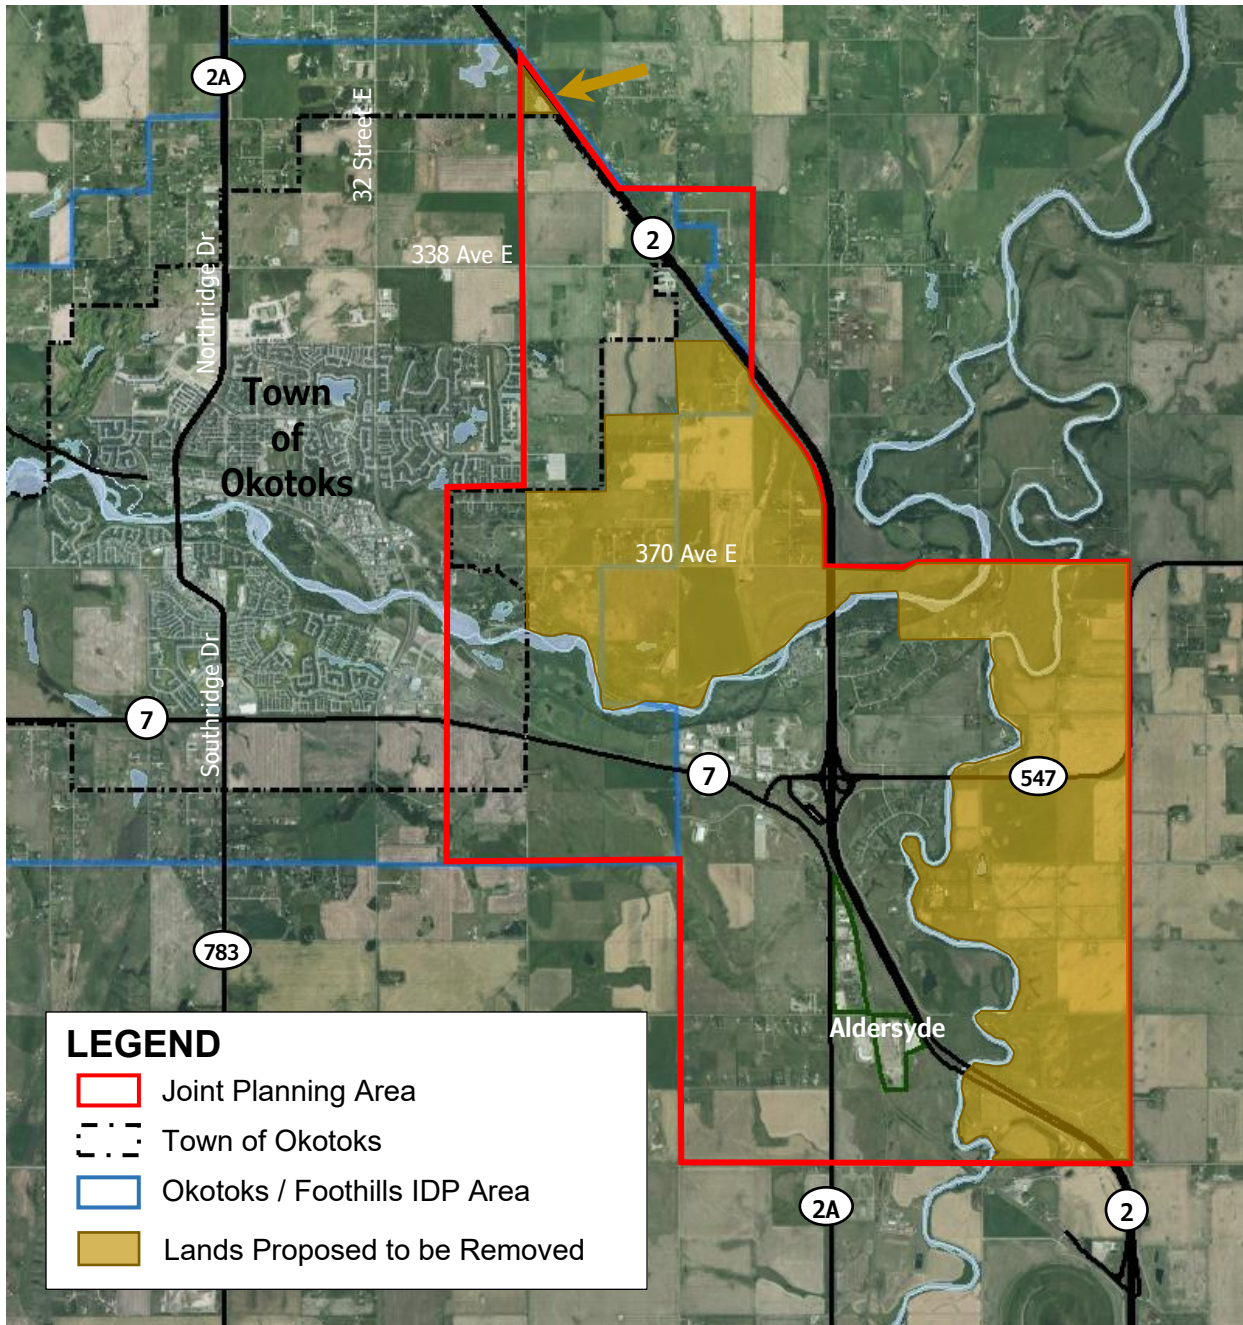 2A
32 Street E
2
338 Ave E
Northridge Dr
Town
of
Okotoks
370 Ave E
Southridge Dr
7
7
547
783
Aldersyde
LEGEND
Joint Planning Area
Town of Okotoks
Okotoks / Foothills IDP Area
Lands Proposed to be Removed
2A
2